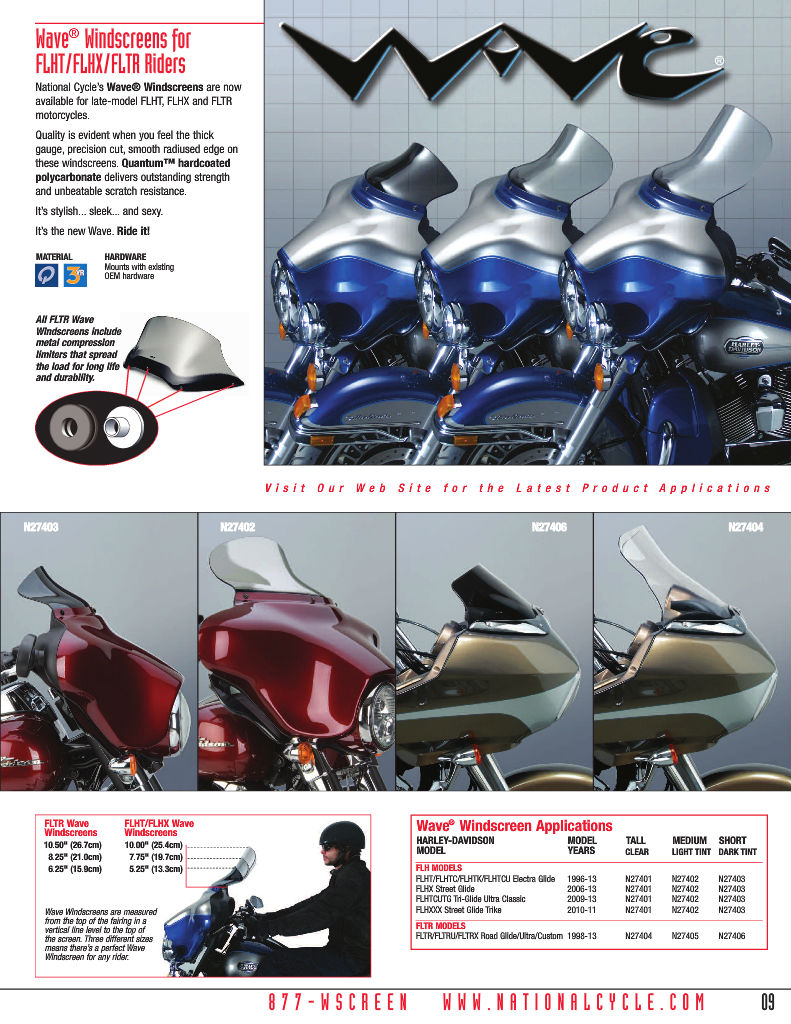 Wave® Windscreens for
FLHT/FLHX/FLTR Riders
National Cycle's Wave® Windscreens are now
available for late-model FLHT, FLHX and FLTR
motorcycles.
Quality is evident when you feel the thick
gauge, precision cut, smooth radiused edge on
these windscreens. Quantum™ hardcoated
polycarbonate delivers outstanding strength
and unbeatable scratch resistance.
It's stylish... sleek... and sexy.
It's the new Wave. Ride it!
MATERIAL
Q 3YR
HARDWARE
Mounts with existing
OEM hardware
All FLTR Wave
Windscreens include
metal compression
limiters that spread
the load for long life
and durability.
Wave®
HARLEY-DAVIDSON
Visit Our Web Site for the Latest Product Applications
N27403 N27402 N27406 N27404
FLTR Wave
Windscreens
10.50" (26.7cm)
8.25" (21.0cm)
6.25" (15.9cm)
FLHT/FLHX Wave
Windscreens
10.00" (25.4cm)
7.75" (19.7cm)
5.25" (13.3cm)
Wave Windscreens are measured
from the top of the fairing in a
vertical line level to the top of
the screen. Three different sizes
means there's a perfect Wave
Windscreen for any rider.
Wave® Windscreen Applications
HARLEY-DAVIDSON MODEL TALL MEDIUM SHORT
MODEL YEARS CLEAR LIGHT TINT DARK TINT
FLH MODELS
FLHT/FLHTC/FLHTK/FLHTCU Electra Glide 1996-13 N27401 N27402 N27403
FLHX Street Glide 2006-13 N27401 N27402 N27403
FLHTCUTG Tri-Glide Ultra Classic 2009-13 N27401 N27402 N27403
FLHXXX Street Glide Trike 2010-11 N27401 N27402 N27403
FLTR MODELS
FLTR/FLTRU/FLTRX Road Glide/Ultra/Custom 1998-13 N27404 N27405 N27406
877-WSCREEN WWW.NATIONALCYCLE.COM 09